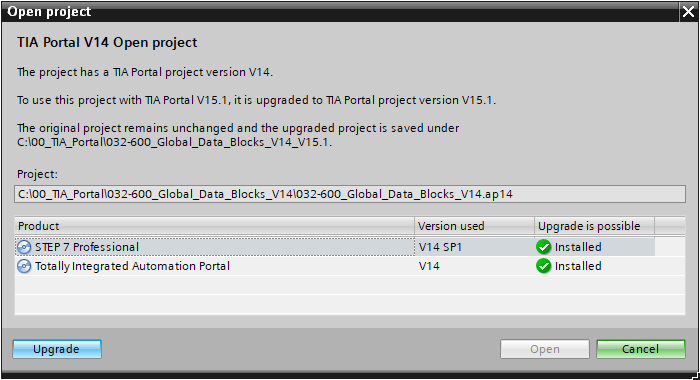 Open project
TIA Portal V14 Open project
The project has a TIA Portal project version V14.
To use this project with TIA Portal V15.1, it is upgraded to TIA Portal project version V15.1.
The original project remains unchanged and the upgraded project is saved under
C:\00_TIA_Portal\032-600_Global_Data_Blocks_V14_V15.1.
Project:
C:\00_TIA_Portal\032-600_Global_Data_Blocks_V14\032-600_Global_Data_Blocks_V14.ap14
Product Version used Upgrade is possible
STEP 7 Professional V14 SP1 Installed
Totally Integrated Automation Portal V14 Installed
Upgrade Open Cancel